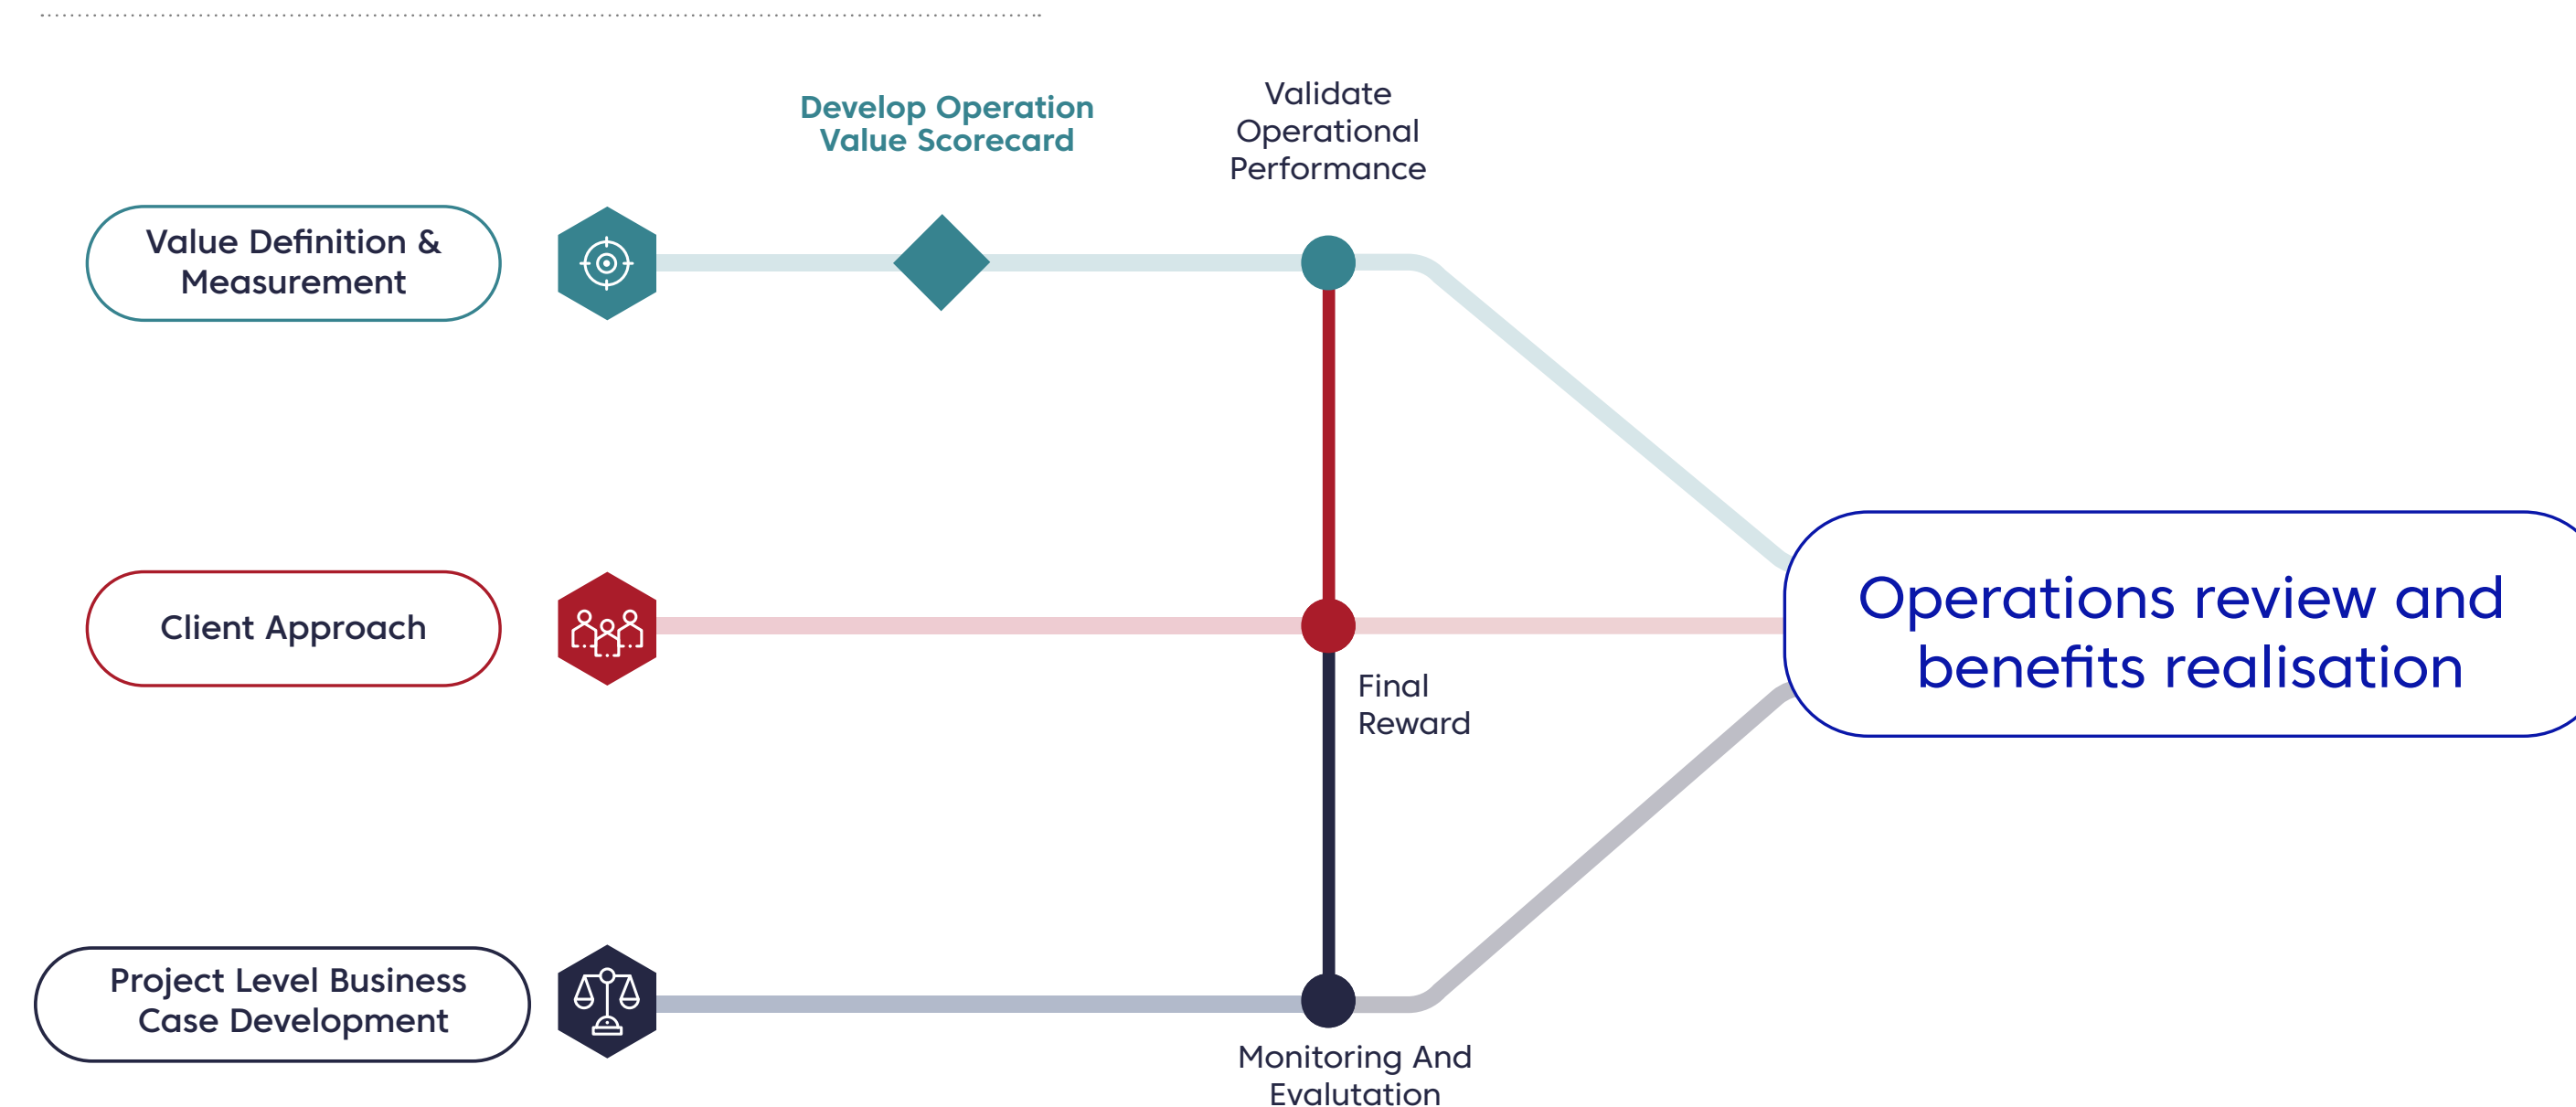 Develop Operation
Value Scorecard
Validate
Operational
Performance
Value Definition &
Measurement
Client Approach
Operations review and
benefits realisation
Final
Reward
Project Level Business
Case Development
Monitoring And
Evalutation